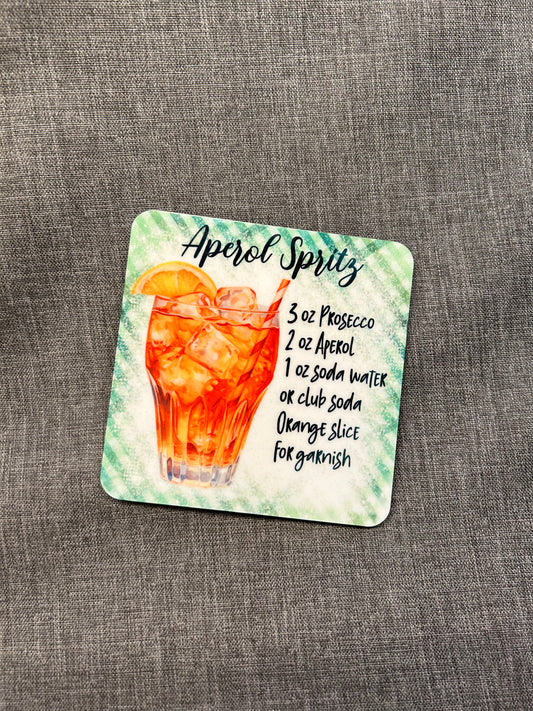 Aperol Spritz
3 oz Prosecco
2 oz Aperol
1 oz soda water
or club soda
Orange slice
for garnish